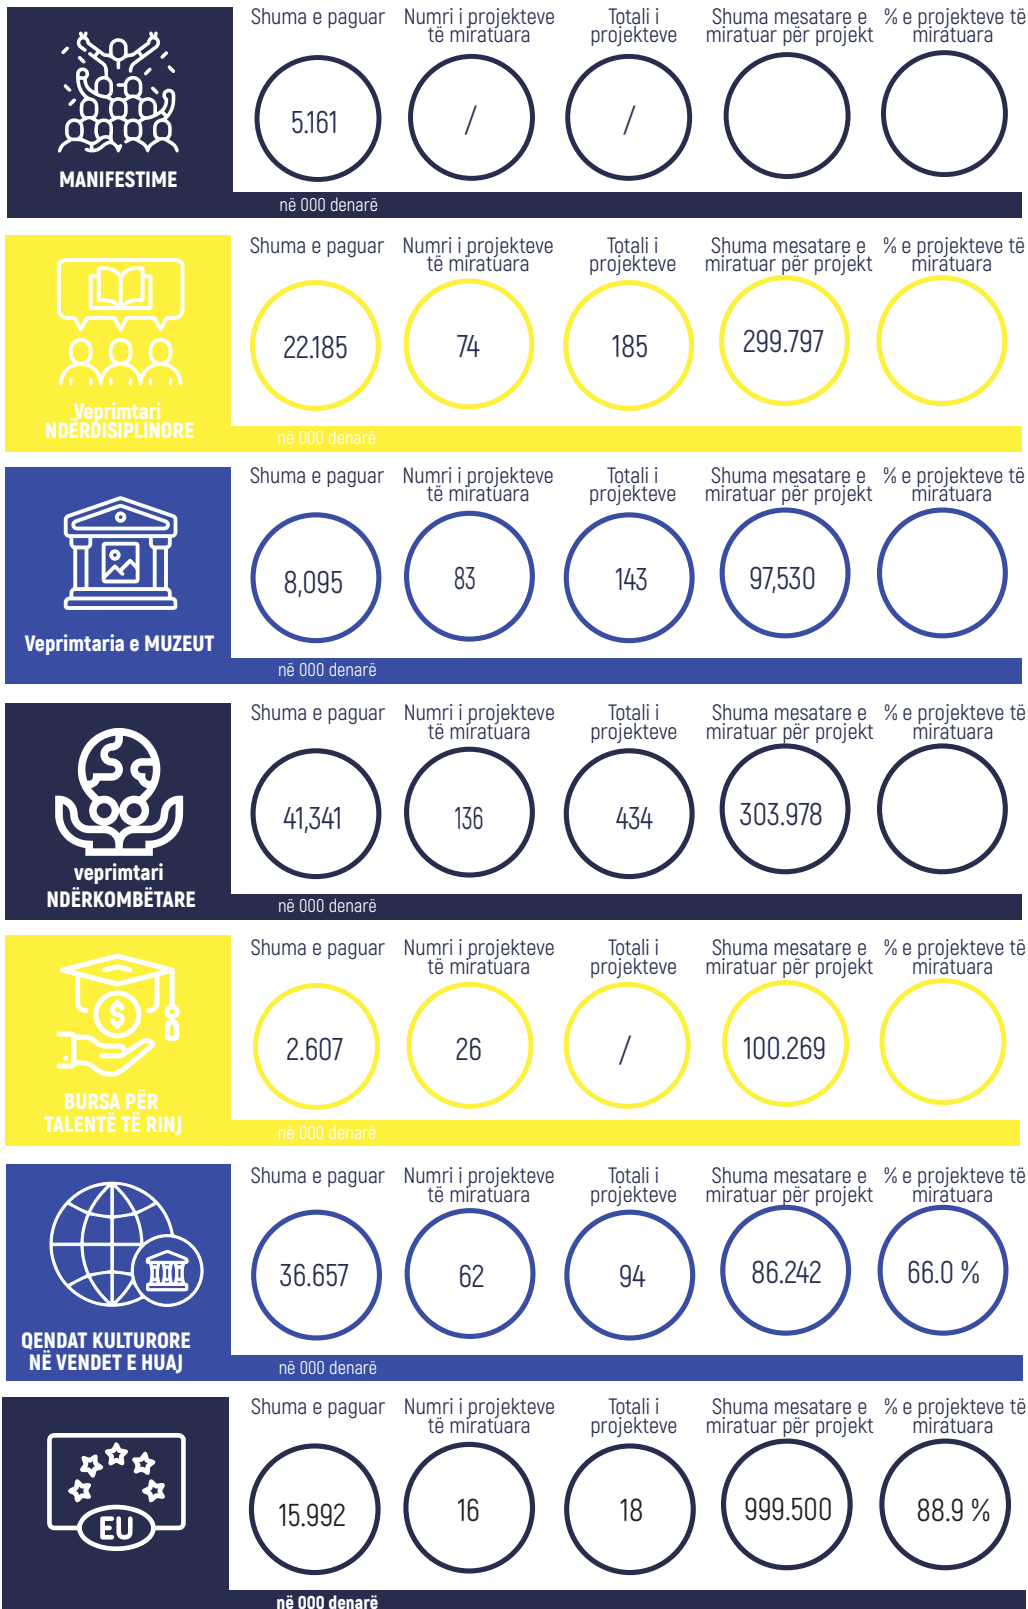 Shuma e paguar
Numri i projekteve
të miratuara
Totali i
projekteve
Shuma mesatare e
miratuar për projekt
% e projekteve të
miratuara
5.161
/
/
MANIFESTIME
në 000 denarë
Shuma e paguar
Numri i projekteve
të miratuara
Totali i
projekteve
Shuma mesatare e
miratuar për projekt
% e projekteve të
miratuara
22.185
74
185
299.797
Veprimtari
NDËRDISIPLINORE
në 000 denarë
Shuma e paguar
Numri i projekteve
të miratuara
Totali i
projekteve
Shuma mesatare e
miratuar për projekt
% e projekteve të
miratuara
8,095
83
143
97,530
Veprimtaria e MUZEUT
në 000 denarë
Shuma e paguar
Numri i projekteve
të miratuara
Totali i
projekteve
Shuma mesatare e
miratuar për projekt
% e projekteve të
miratuara
41,341
136
434
303.978
veprimtari
NDËRKOMBËTARE
në 000 denarë
Shuma e paguar
Numri i projekteve
të miratuara
Totali i
projekteve
Shuma mesatare e
miratuar për projekt
% e projekteve të
miratuara
$
2.607
26
/
100.269
BURSA PËR
TALENTË TË RINJ
në 000 denarë
Shuma e paguar
Numri i projekteve
të miratuara
Totali i
projekteve
Shuma mesatare e
miratuar për projekt
% e projekteve të
miratuara
36.657
62
94
86.242
66.0 %
QENDAT KULTURORE
NË VENDET E HUAJ
në 000 denarë
Shuma e paguar
Numri i projekteve
të miratuara
Totali i
projekteve
Shuma mesatare e
miratuar për projekt
% e projekteve të
miratuara
EU
15.992
16
18
999.500
88.9 %
në 000 denarë